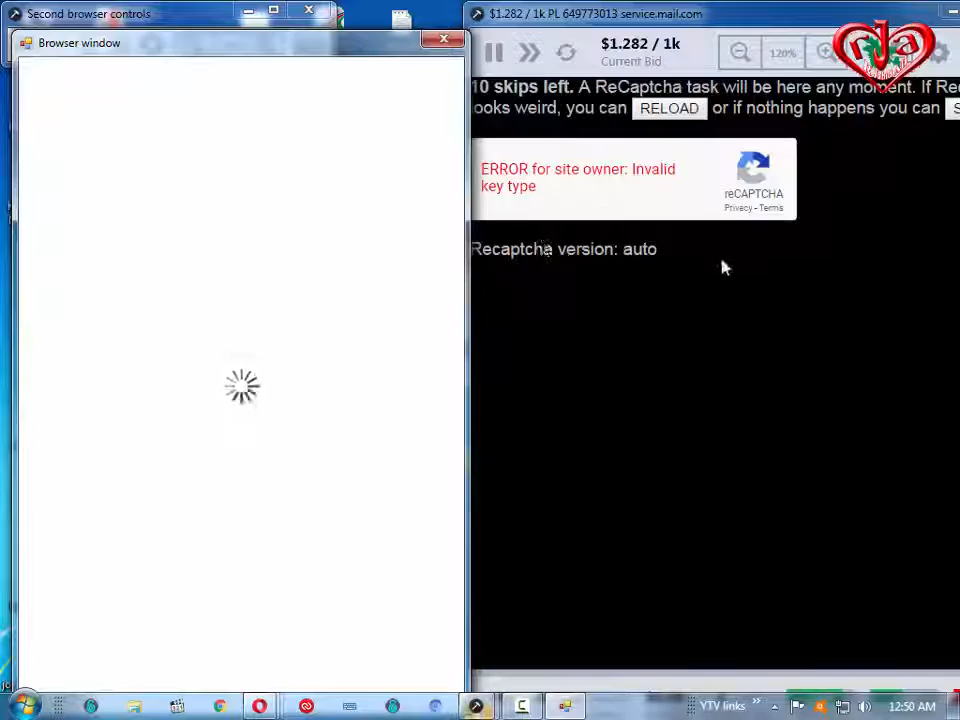 Second browser controls
Browser window
$1.282 / 1k PL 649773013 service.mail.com
$1.282 / 1k
Current Bid
120%
10 skips left. A ReCaptcha task will be here any moment. If Re
ooks weird, you can RELOAD or if nothing happens you can S
ERROR for site owner: Invalid
key type
reCAPTCHA
Privacy - Terms
Recaptcha version: auto
YTV links
12:50 AM